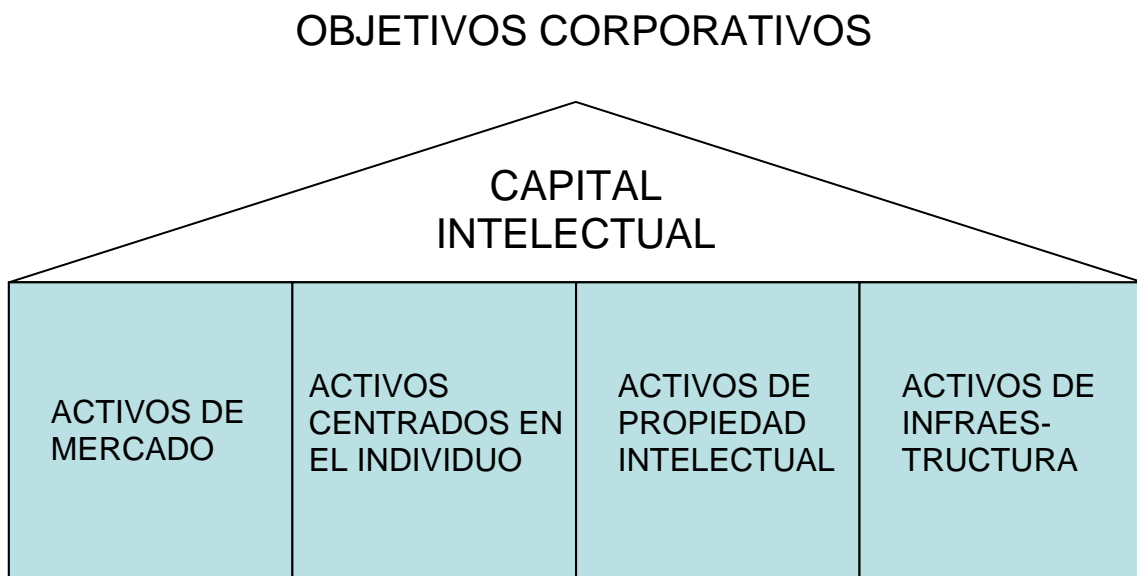 OBJETIVOS CORPORATIVOS
CAPITAL
INTELECTUAL
ACTIVOS DE
MERCADO
ACTIVOS
CENTRADOS EN
EL INDIVIDUO
ACTIVOS DE
PROPIEDAD
INTELECTUAL
ACTIVOS DE
INFRAES-
TRUCTURA